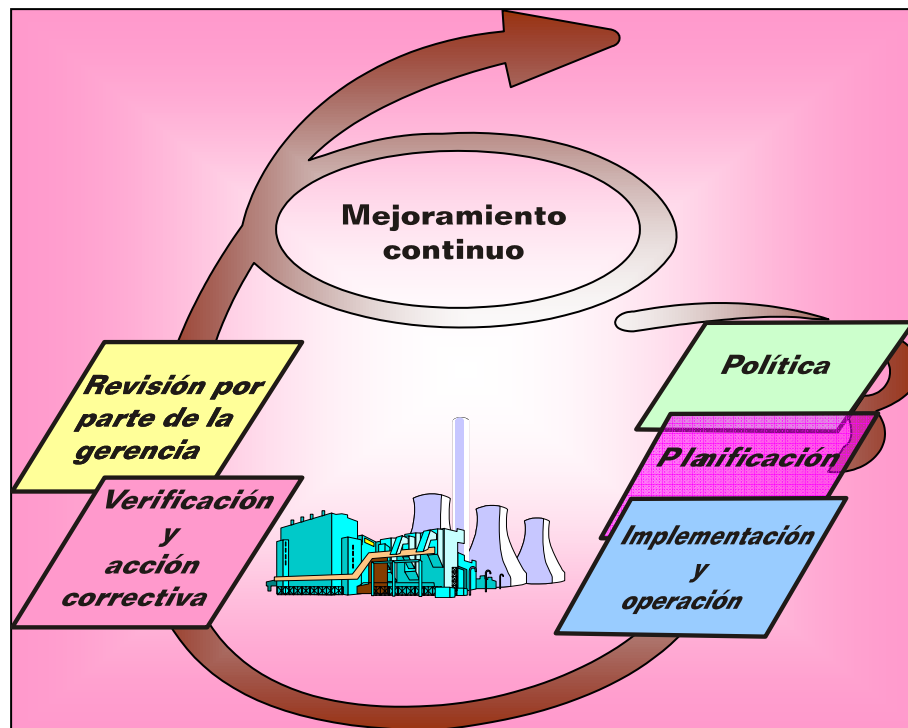 Mejoramiento
continuo
Política
Planificación
Implementación
y
operación
Verificación
y
acción
correctiva
Revisión por
parte de la
gerencia